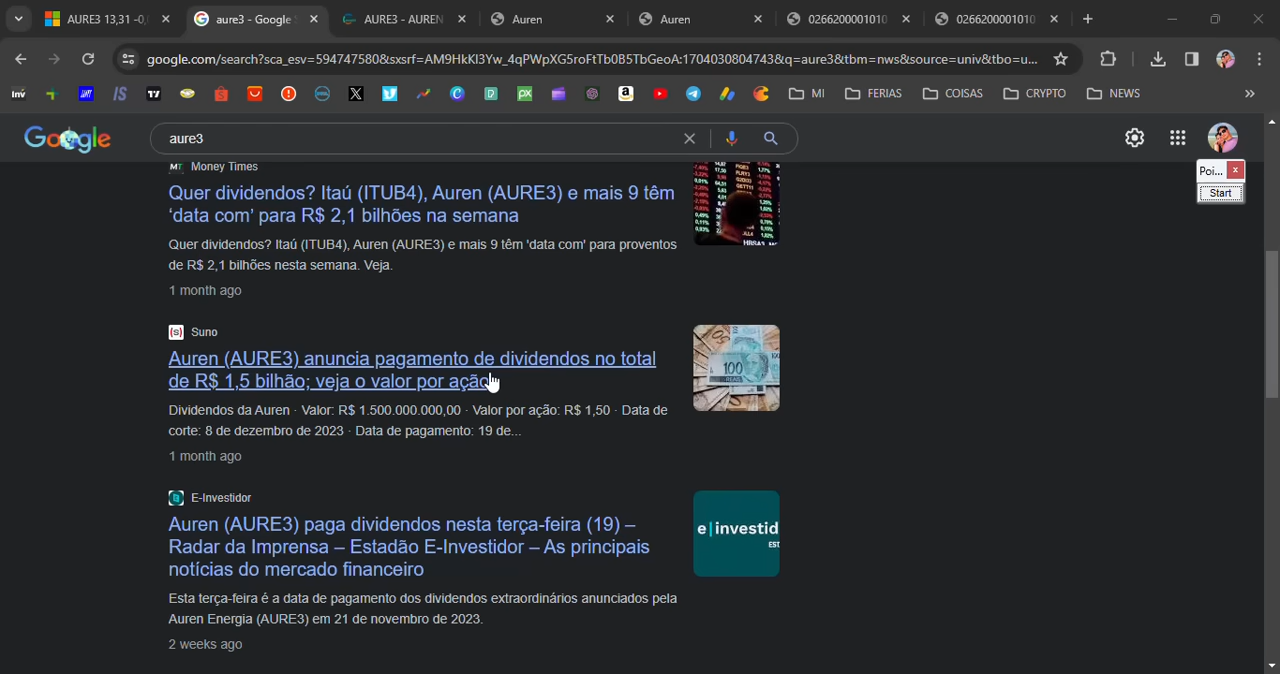 AURE3 13,31 -0,
aure3 - Google
AURE3 - AUREN
Auren
Auren
0266200001010
0266200001010
google.com/search?sca_esv=594747580&sxsrf=AM9HkKl3Yw_4qPWpXG5roFtTb0B5TbGeoA:1704030804743&q=aure3&tbm=nws&source=univ&tbo=u...
inv
MI
FERIAS
COISAS
CRYPTO
NEWS
Google
aure3
Poi...
Start
MT Money Times
Quer dividendos? Itaú (ITUB4), Auren (AURE3) e mais 9 têm
‘data com’ para R$ 2,1 bilhões na semana
Quer dividendos? Itaú (ITUB4), Auren (AURE3) e mais 9 têm 'data com' para proventos
de R$ 2,1 bilhões nesta semana. Veja.
1 month ago
(s) Suno
Auren (AURE3) anuncia pagamento de dividendos no total
de R$ 1,5 bilhão; veja o valor por ação
Dividendos da Auren · Valor: R$ 1.500.000.000,00 · Valor por ação: R$ 1,50 · Data de
corte: 8 de dezembro de 2023 · Data de pagamento: 19 de...
1 month ago
E-Investidor
Auren (AURE3) paga dividendos nesta terça-feira (19) –
Radar da Imprensa – Estadão E-Investidor – As principais
notícias do mercado financeiro
e|investid
EST
Esta terça-feira é a data de pagamento dos dividendos extraordinários anunciados pela
Auren Energia (AURE3) em 21 de novembro de 2023.
2 weeks ago